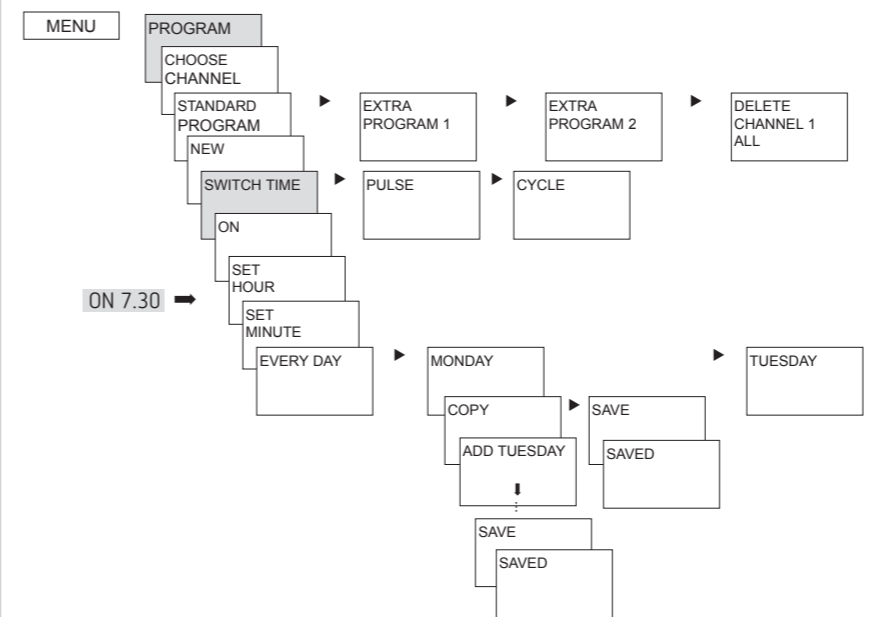 MENU
PROGRAM
CHOOSE
CHANNEL
STANDARD
PROGRAM
EXTRA
PROGRAM 1
EXTRA
PROGRAM 2
DELETE
CHANNEL 1
ALL
NEW
SWITCH TIME
PULSE
CYCLE
ON
SET
HOUR
ON 7.30
SET
MINUTE
EVERY DAY
MONDAY
TUESDAY
COPY
SAVE
ADD TUESDAY
SAVED
SAVE
SAVED